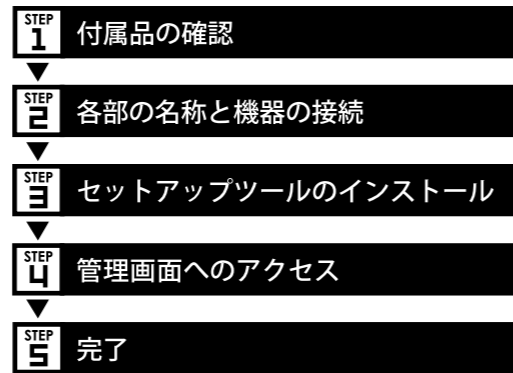 STEP 1 付属品の確認
STEP 2 各部の名称と機器の接続
STEP 3 セットアップツールのインストール
STEP 4 管理画面へのアクセス
STEP 5 完了